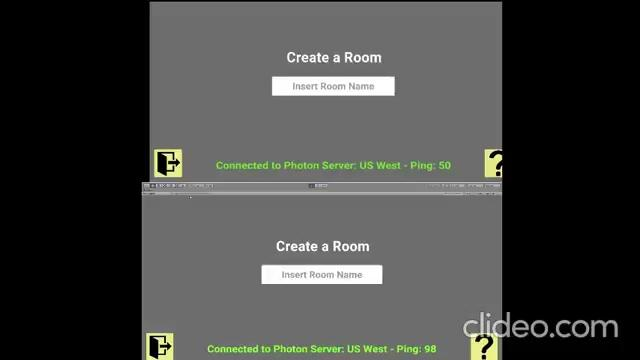 Create a Room
Insert Room Name
Connected to Photon Server: US West - Ping: 50
?
Create a Room
Insert Room Name
Connected to Photon Server: US West - Ping: 98
?
clideo.com